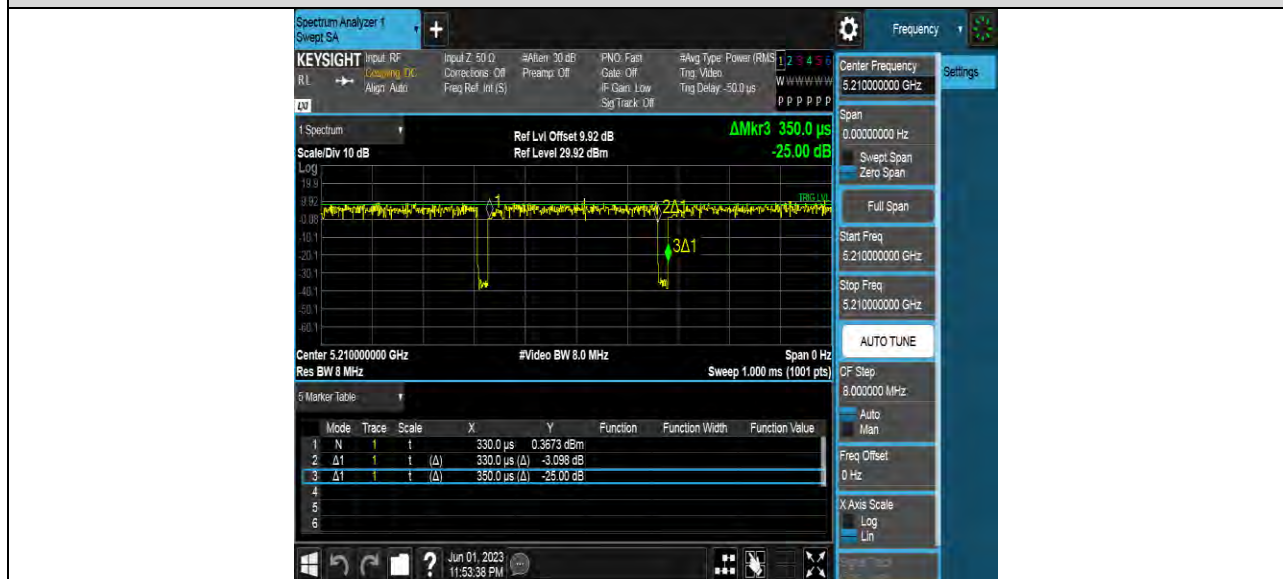 Spectrum Analyzer 1
Swept SA
+
Frequency
KEYSIGHT Input: RF Input Z: 50 Ω #Atten: 30 dB PNO: Fast #Avg Type: Power (RMS 1 2 3 4 5 6
RL Coupling: DC Corrections: Off Preamp: Off Gate: Off Trig: Video W W W W W W
Align: Auto Freq Ref: Int (S) IF Gain: Low Trig Delay: -50.0 µs
LXI Sig Track: Off P P P P P P
Center Frequency
5.210000000 GHz
Settings
1 Spectrum
Ref Lvl Offset 9.92 dB
ΔMkr3 350.0 µs
Scale/Div 10 dB
Ref Level 29.92 dBm
-25.00 dB
Span
0.00000000 Hz
Swept Span
Zero Span
Full Span
Start Freq
5.210000000 GHz
Stop Freq
5.210000000 GHz
AUTO TUNE
CF Step
8.000000 MHz
Auto
Man
Freq Offset
0 Hz
X Axis Scale
Log
Lin
Signal Track
Log
19.9
9.92
-0.08
-10.1
-20.1
-30.1
-40.1
-50.1
-60.1
TRIG LVL
1
2Δ1
3Δ1
Center 5.210000000 GHz #Video BW 8.0 MHz Span 0 Hz
Res BW 8 MHz Sweep 1.000 ms (1001 pts)
5 Marker Table
Mode Trace Scale X Y Function Function Width Function Value
1 N 1 t 330.0 µs 0.3673 dBm
2 Δ1 1 t (Δ) 330.0 µs (Δ) -3.098 dB
3 Δ1 1 t (Δ) 350.0 µs (Δ) -25.00 dB
4
5
6
?
Jun 01, 2023
11:53:38 PM